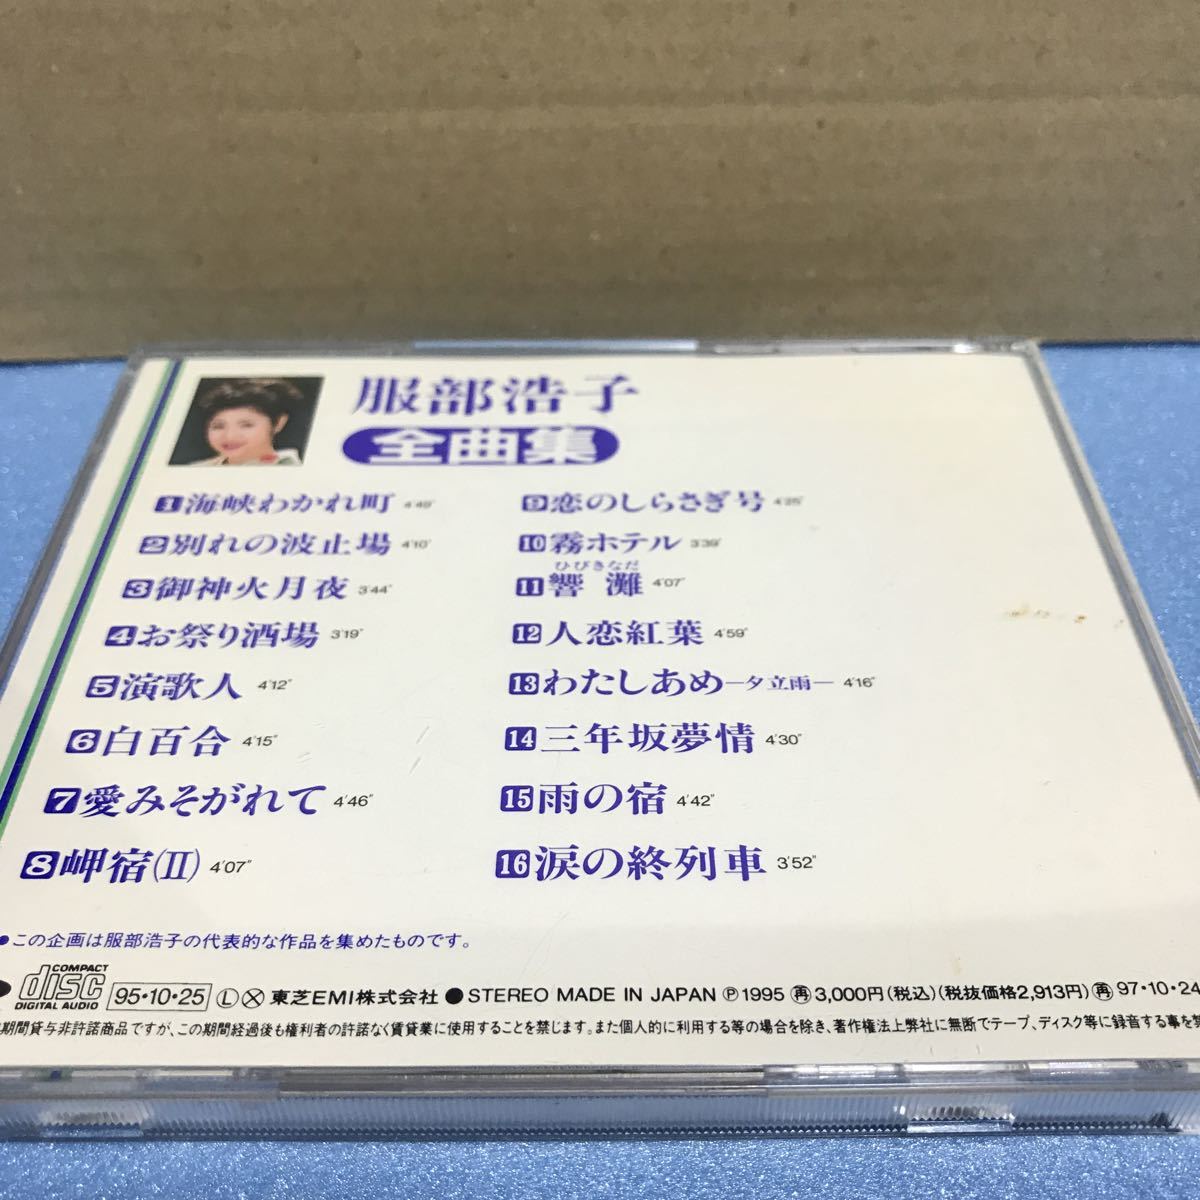 服部浩子
全曲集
1 海峡わかれ町 4'49"
2 別れの波止場 4'10"
3 御神火月夜 3'44"
4 お祭り酒場 3'19"
5 演歌人 4'12"
6 白百合 4'15"
7 愛みそがれて 4'46"
8 岬宿(II) 4'07"
9 恋のしらさぎ号 4'25"
10 霧ホテル 3'39"
ひびきなだ
11 響灘 4'07"
12 人恋紅葉 4'59"
13 わたしあめ—夕立雨— 4'16"
14 三年坂夢情 4'30"
15 雨の宿 4'42"
16 涙の終列車 3'52"
●この企画は服部浩子の代表的な作品を集めたものです。
COMPACT disc DIGITAL AUDIO 95・10・25 Ⓛ Ⓧ 東芝EMI株式会社 ● STEREO MADE IN JAPAN Ⓟ 1995 ㊢再 3,000円(税込)(税抜価格2,913円) 再 97・10・24
期間貸与非許諾商品ですが、この期間経過後も権利者の許諾なく賃貸業に使用することを禁じます。また個人的に利用する等の場合を除き、著作権法上弊社に無断でテープ、ディスク等に録音する事を禁